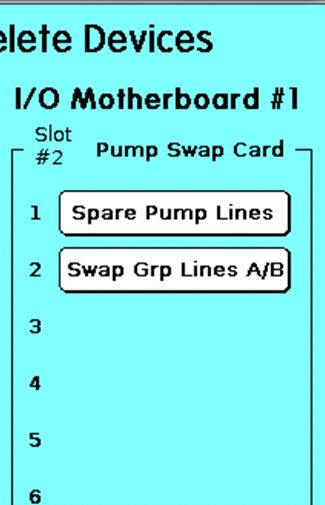 elete Devices
I/O Motherboard #1
Slot
#2 Pump Swap Card
1 Spare Pump Lines
2 Swap Grp Lines A/B
3
4
5
6